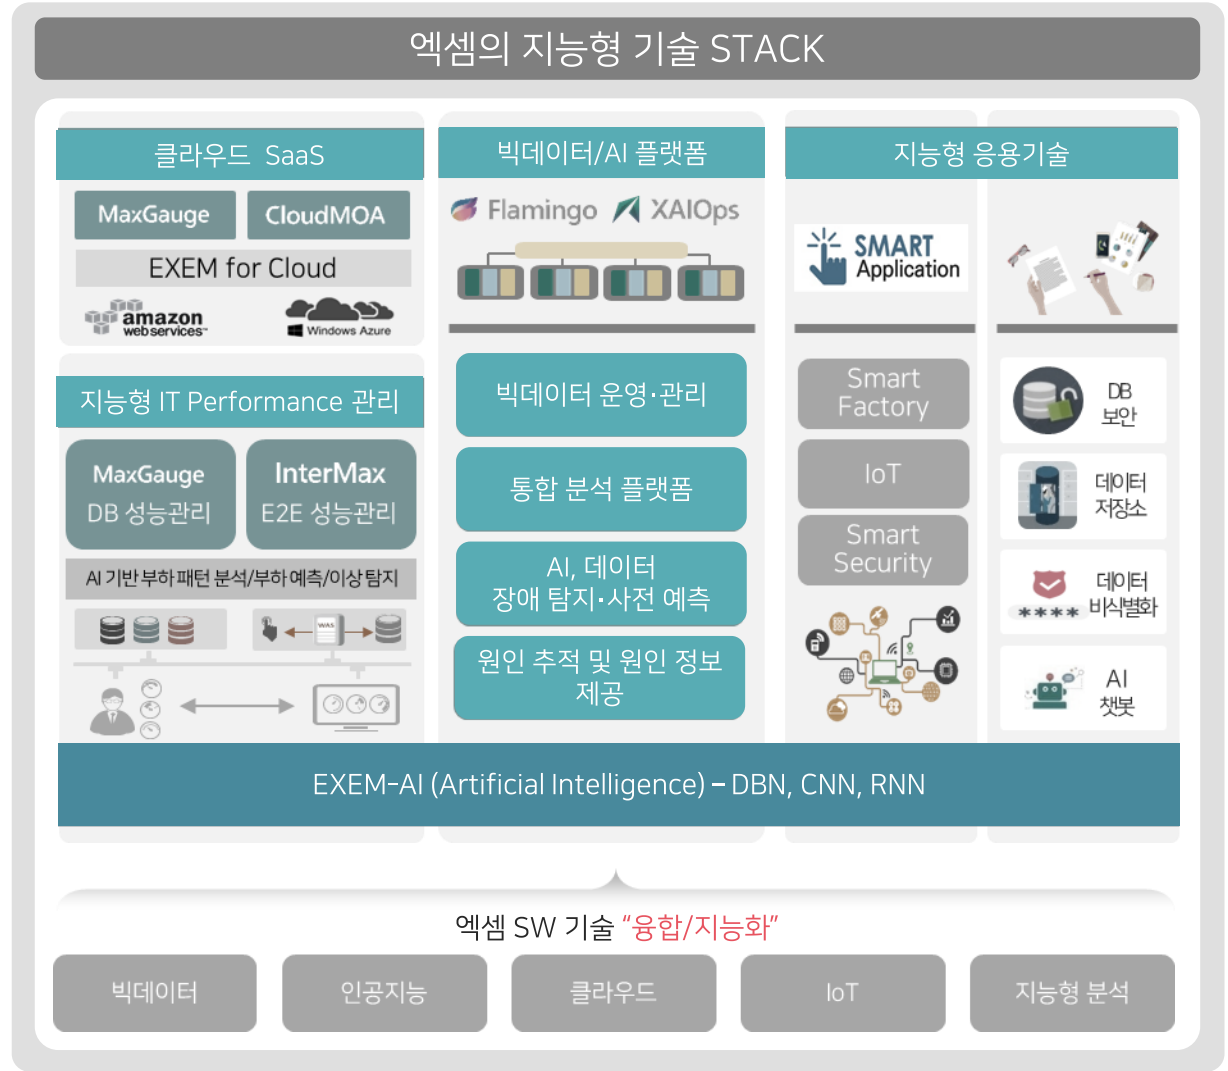 엑셈의 지능형 기술 STACK
클라우드 SaaS
MaxGauge
CloudMOA
EXEM for Cloud
amazon
web services™
Windows Azure
지능형 IT Performance 관리
MaxGauge
DB 성능관리
InterMax
E2E 성능관리
AI 기반 부하 패턴 분석/부하 예측/이상 탐지
WAS
빅데이터/AI 플랫폼
Flamingo
XAIOps
빅데이터 운영·관리
통합 분석 플랫폼
AI, 데이터
장애 탐지·사전 예측
원인 추적 및 원인 정보
제공
지능형 응용기술
SMART
Application
Smart
Factory
IoT
Smart
Security
DB
보안
데이터
저장소
데이터
비식별화
****
AI
챗봇
EXEM-AI (Artificial Intelligence) – DBN, CNN, RNN
엑셈 SW 기술 “융합/지능화”
빅데이터
인공지능
클라우드
IoT
지능형 분석